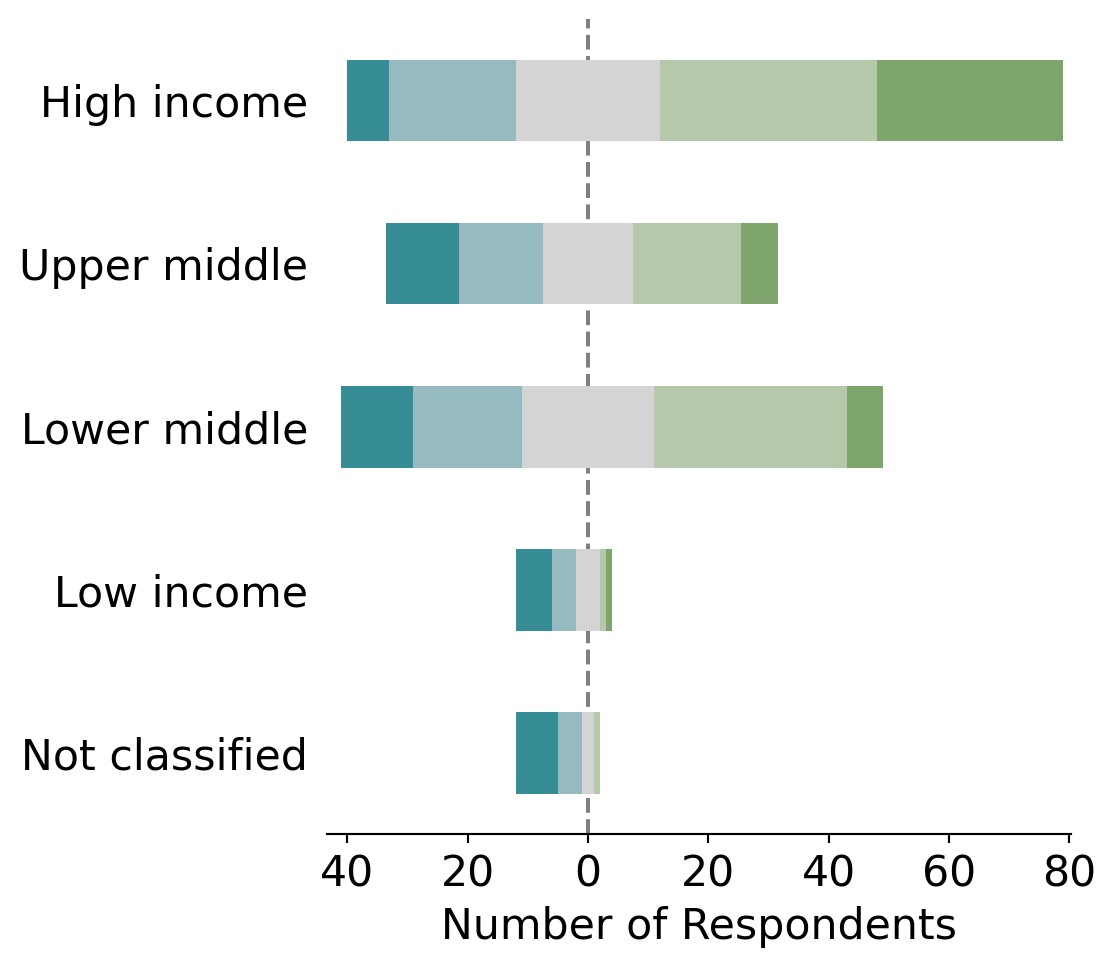 High income
Upper middle
Lower middle
Low income
Not classified
40 20 0 20 40 60 80
Number of Respondents